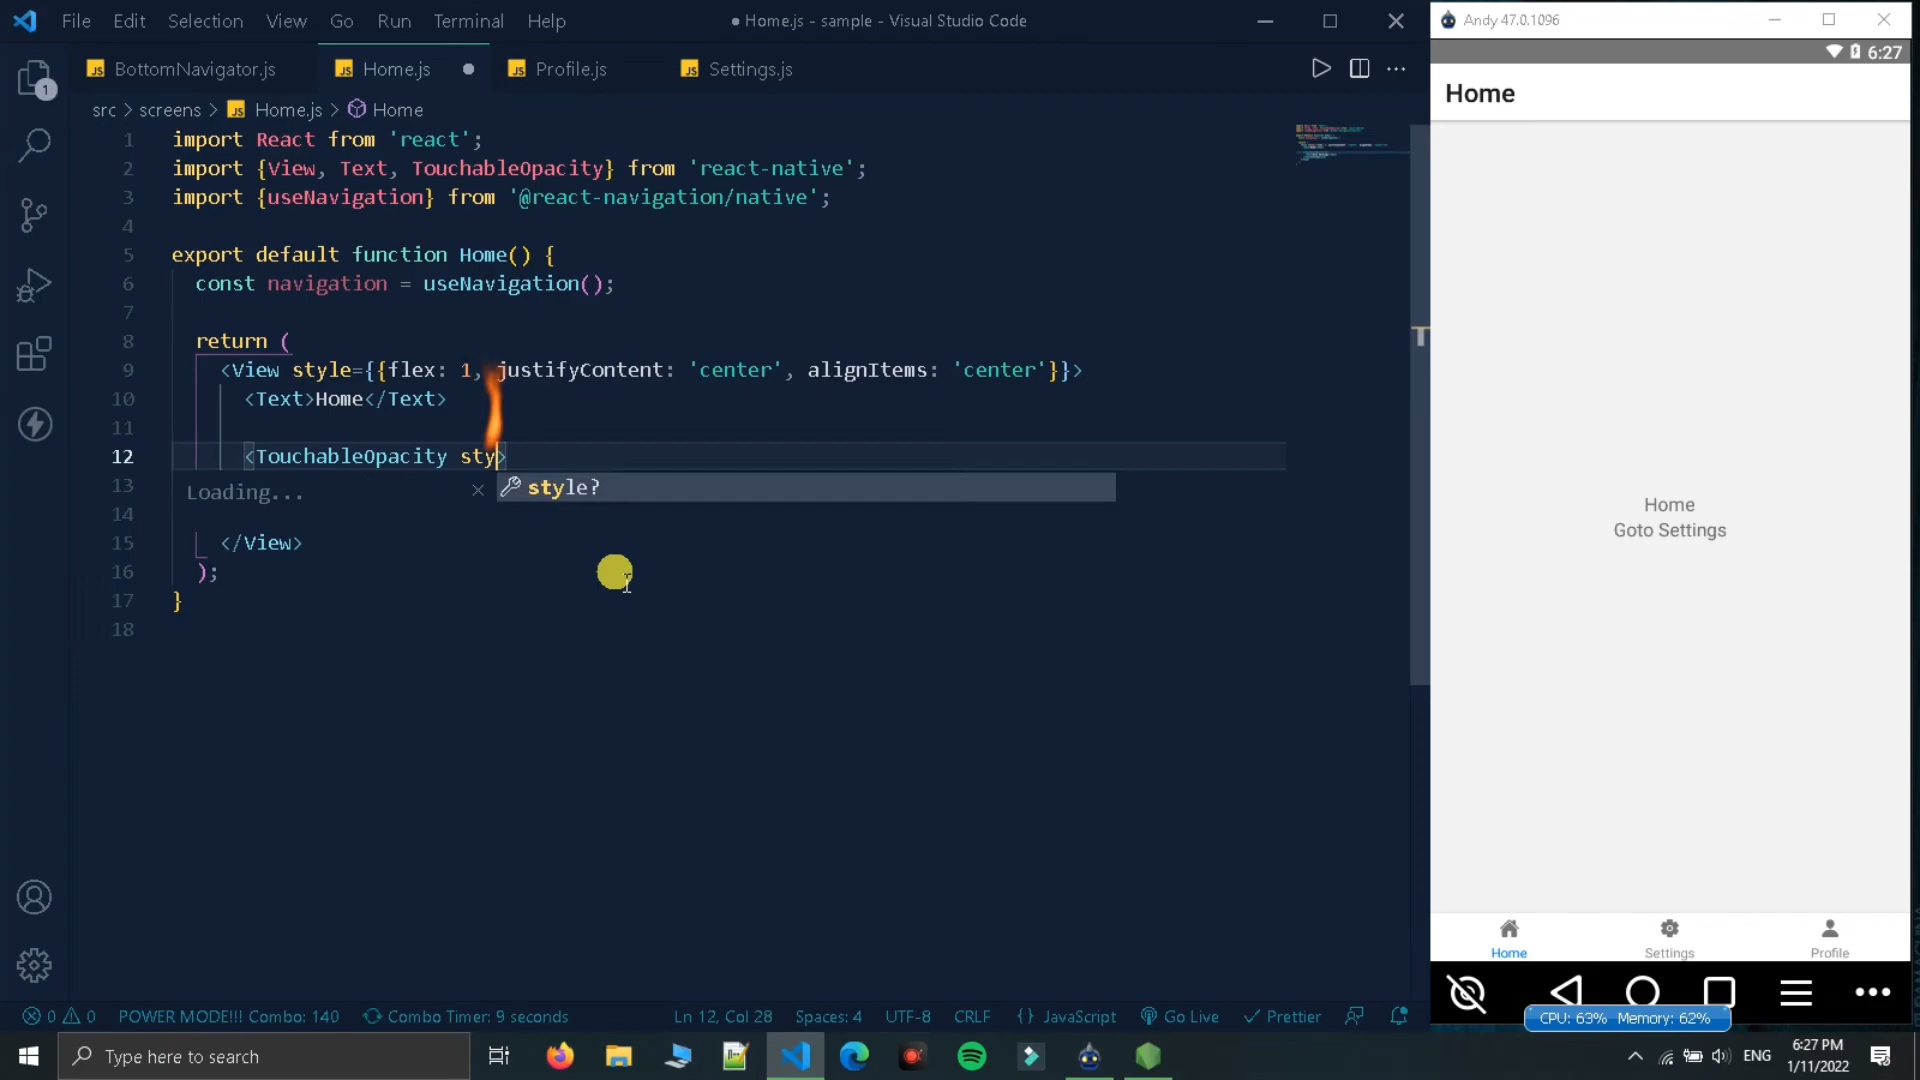 File Edit Selection View Go Run Terminal Help
● Home.js - sample - Visual Studio Code
Andy 47.0.1096
6:27
JS BottomNavigator.js
JS Home.js ●
JS Profile.js
JS Settings.js
1
src > screens > JS Home.js > Home
1 import React from 'react';
2 import {View, Text, TouchableOpacity} from 'react-native';
3 import {useNavigation} from '@react-navigation/native';
4
5 export default function Home() {
6 const navigation = useNavigation();
7
8 return (
9 <View style={{flex: 1, justifyContent: 'center', alignItems: 'center'}}>
10 <Text>Home</Text>
11
12 <TouchableOpacity sty>
13 Loading...
style?
14
15 </View>
16 );
17 }
18
T
Home
Home
Goto Settings
Home
Settings
Profile
CPU: 63% Memory: 62%
0 0 POWER MODE!!! Combo: 140 Combo Timer: 9 seconds Ln 12, Col 28 Spaces: 4 UTF-8 CRLF {} JavaScript Go Live Prettier
Type here to search
ENG
6:27 PM
1/11/2022